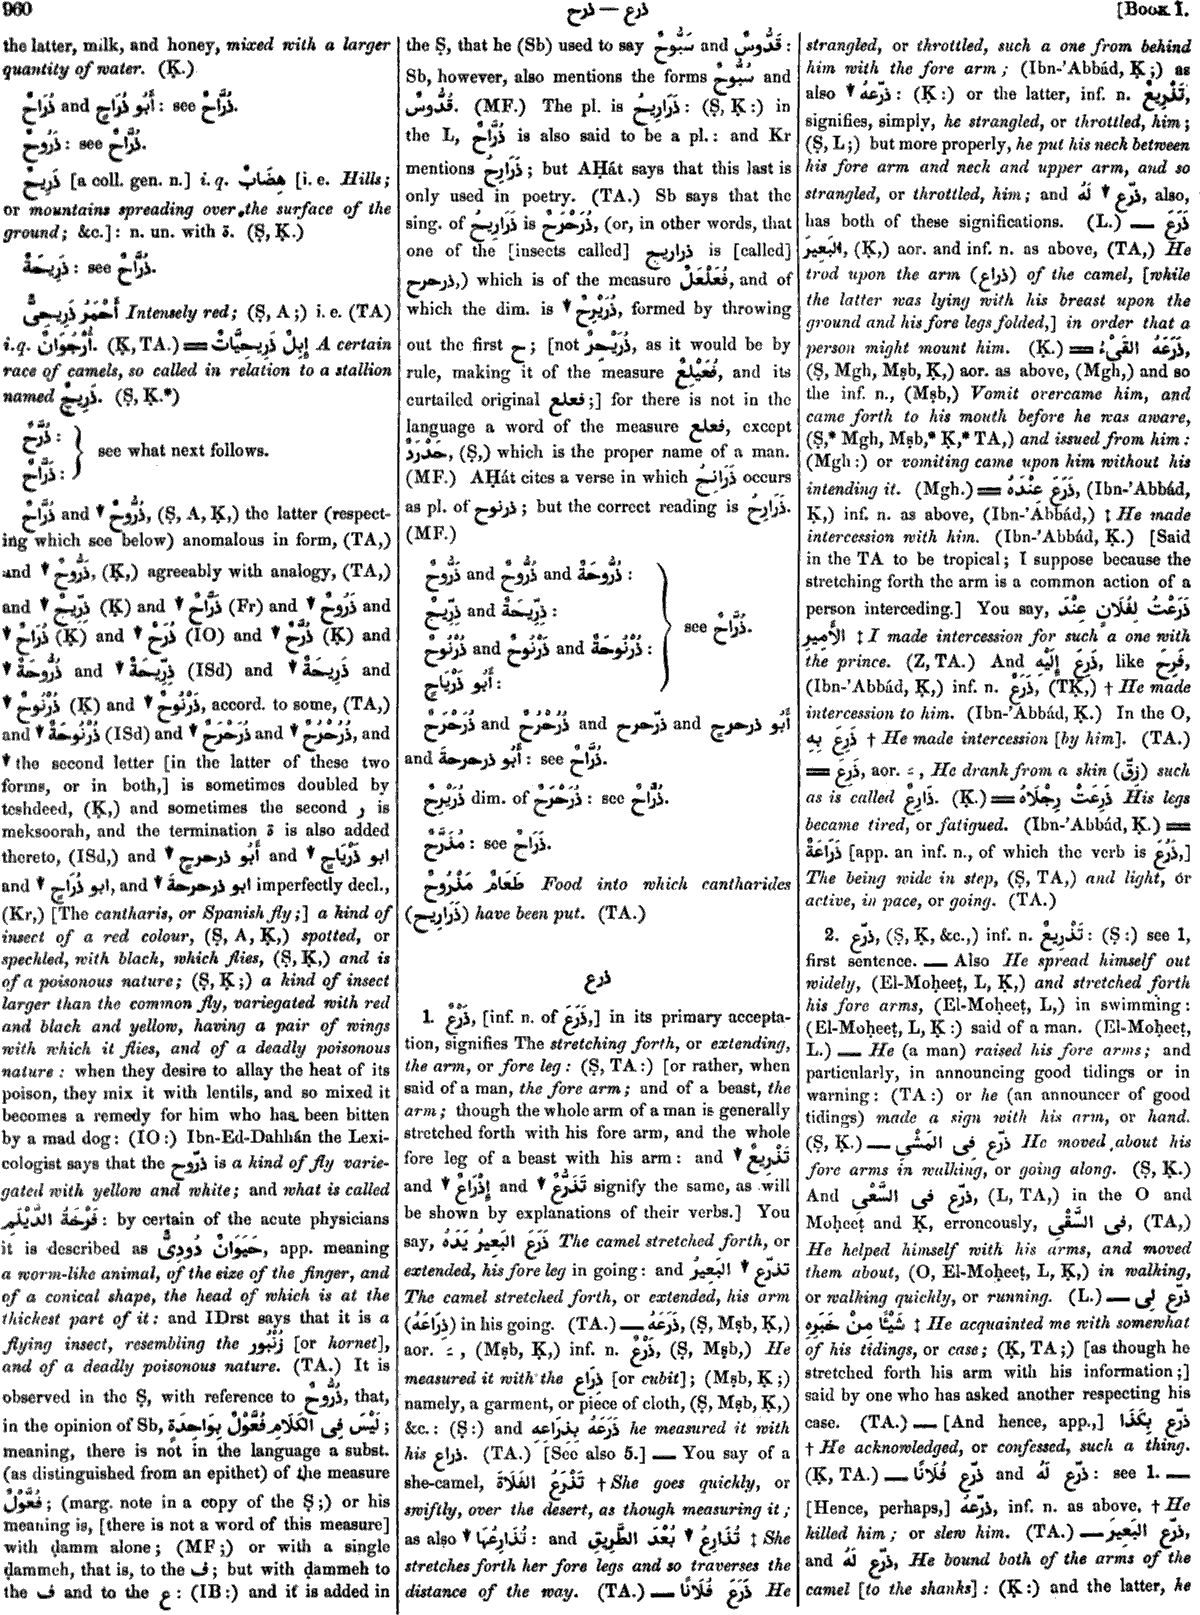 960
ذرح — ذرع
[Book I.
the latter, milk, and honey, mixed with a larger
quantity of water. (Ḳ.)
ذُرَاحٌ and أَبُو ذُرَاحٍ : see ذُرَّاحٌ.
ذَرُوحٌ : see ذُرَّاحٌ.
ذَرِيحٌ [a coll. gen. n.] i. q. هِضَابٌ [i. e. Hills;
or mountains spreading over the surface of the
ground; &c.]: n. un. with ة. (Ṣ, Ḳ.)
ذَرِيحَةٌ : see ذُرَّاحٌ.
أَحْمَرُ ذَرِيحِىٌّ Intensely red; (Ṣ, A;) i. e. (TA)
i.q. أُرْجُوَانٌ. (Ḳ, TA.) ═ إِبِلٌ ذَرِيحِيَّاتٌ A certain
race of camels, so called in relation to a stallion
named ذَرِيحٌ. (Ṣ, Ḳ.*)
ذُرَّحٌ :
ذَرَّاحٌ :
see what next follows.
ذُرَّاحٌ and ↓ ذُرُّوحٌ, (Ṣ, A, Ḳ,) the latter (respect-
ing which see below) anomalous in form, (TA,)
and ↓ ذَرُّوحٌ, (Ḳ,) agreeably with analogy, (TA,)
and ↓ ذِرِّيحٌ (Ḳ) and ↓ ذَرَّاحٌ (Fr) and ↓ ذَرُوحٌ and
↓ ذُرَاحٌ (Ḳ) and ↓ ذُرَحٌ (IO) and ↓ ذُرَّحٌ (Ḳ) and
↓ ذُرُّوحَةٌ and ↓ ذِرِّيحَةٌ (ISd) and ↓ ذَرِيحَةٌ and
↓ ذُرْنُوحٌ (Ḳ) and ↓ ذَرْنُوحٌ, accord. to some, (TA,)
and ↓ ذُرْنُوحَةٌ (ISd) and ↓ ذُرَحْرَحٌ and ↓ ذُرُحْرُحٌ, and
↓ the second letter [in the latter of these two
forms, or in both,] is sometimes doubled by
teshdeed, (Ḳ,) and sometimes the second ر is
meksoorah, and the termination ة is also added
thereto, (ISd,) and ↓ أَبُو ذرحرح and ↓ ابو ذَرْيَاحٍ
and ↓ ابو ذُرَاحٍ, and ↓ ابو ذرحرحةَ imperfectly decl.,
(Kr,) [The cantharis, or Spanish fly;] a kind of
insect of a red colour, (Ṣ, A, Ḳ,) spotted, or
speckled, with black, which flies, (Ṣ, Ḳ,) and is
of a poisonous nature; (Ṣ, Ḳ;) a kind of insect
larger than the common fly, variegated with red
and black and yellow, having a pair of wings
with which it flies, and of a deadly poisonous
nature: when they desire to allay the heat of its
poison, they mix it with lentils, and so mixed it
becomes a remedy for him who has been bitten
by a mad dog: (IO:) Ibn-Ed-Dahhán the Lexi-
cologist says that the ذرّوح is a kind of fly varie-
gated with yellow and white; and what is called
فَرْخَةُ الدَّيْلَمِ : by certain of the acute physicians
it is described as حَيَوَانٌ دُودِىٌّ, app. meaning
a worm-like animal, of the size of the finger, and
of a conical shape, the head of which is at the
thickest part of it: and IDrst says that it is a
flying insect, resembling the زُنْبُور [or hornet],
and of a deadly poisonous nature. (TA.) It is
observed in the Ṣ, with reference to ذُرُّوحٌ, that,
in the opinion of Sb, لَيْسَ فِى الكَلَامِ فُعُّولٌ بِوَاحِدَةٍ ;
meaning, there is not in the language a subst.
(as distinguished from an epithet) of the measure
فُعُّولٌ ; (marg. note in a copy of the Ṣ;) or his
meaning is, [there is not a word of this measure]
with ḍamm alone; (MF;) or with a single
ḍammeh, that is, to the ف ; but with ḍammeh to
the ف and to the ع : (IB:) and it is added in
the Ṣ, that he (Sb) used to say سَبُّوحٌ and قَدُّوسٌ :
Sb, however, also mentions the forms سُبُّوحٌ and
قُدُّوسٌ. (MF.) The pl. is ذَرَارِيحُ : (Ṣ, Ḳ:) in
the L, ذُرَّاحٌ is also said to be a pl.: and Kr
mentions ذَرَارِحُ ; but AḤát says that this last is
only used in poetry. (TA.) Sb says that the
sing. of ذَرَارِيحُ is ذُرَحْرَحٌ, (or, in other words, that
one of the [insects called] ذراريح is [called]
ذرحرح,) which is of the measure فُعَلْعَلٌ, and of
which the dim. is ↓ ذُرَيْرِحٌ, formed by throwing
out the first ح ; [not ذُرَيْحِرٌ, as it would be by
rule, making it of the measure فُعَيْلِعٌ, and its
curtailed original فعلع ;] for there is not in the
language a word of the measure فعلع, except
حَدْرَدٌ, (Ṣ,) which is the proper name of a man.
(MF.) AḤát cites a verse in which ذَرَانِحُ occurs
as pl. of ذرنوح ; but the correct reading is ذَرَارِحُ.
(MF.)
ذَرُّوحٌ and ذُرُّوحٌ and ذُرُّوحَةٌ :
ذِرِّيحٌ and ذِرِّيحَةٌ :
ذُرْنُوحٌ and ذَرْنُوحٌ and ذُرْنُوحَةٌ :
أَبُو ذَرْيَاحٍ :
see ذُرَّاحٌ.
ذُرَحْرَحٌ and ذُرُحْرُحٌ and ذرّحرح and أَبُو ذرحرح
and أَبُو ذرحرحةَ : see ذُرَّاحٌ.
ذُرَيْرِحٌ dim. of ذُرَحْرَحٌ : see ذُرَّاحٌ.
مُذَرَّحٌ : see ذَرَاحٌ.
طَعَامٌ مَذْرُوحٌ Food into which cantharides
(ذَرَارِيح) have been put. (TA.)
ذرع
1. ذَرْعٌ, [inf. n. of ذَرَعَ,] in its primary accepta-
tion, signifies The stretching forth, or extending,
the arm, or fore leg: (Ṣ, TA:) [or rather, when
said of a man, the fore arm; and of a beast, the
arm; though the whole arm of a man is generally
stretched forth with his fore arm, and the whole
fore leg of a beast with his arm: and ↓ تَذْرِيعٌ
and ↓ إِذْرَاعٌ and ↓ تَذَرُّعٌ signify the same, as will
be shown by explanations of their verbs.] You
say, ذَرَعَ البَعِيرُ يَدَهُ The camel stretched forth, or
extended, his fore leg in going: and ↓ تذرّع البَعِيرُ
The camel stretched forth, or extended, his arm
(ذِرَاعَهُ) in his going. (TA.) — ذَرَعَهُ, (Ṣ, Mṣb, Ḳ,)
aor. ـَ , (Mṣb, Ḳ,) inf. n. ذَرْعٌ, (Ṣ, Mṣb,) He
measured it with the ذِرَاع [or cubit]; (Mṣb, Ḳ;)
namely, a garment, or piece of cloth, (Ṣ, Mṣb, Ḳ,)
&c.: (Ṣ:) and ذَرَعَهُ بِذِرَاعِهِ he measured it with
his ذراع. (TA.) [See also 5.] — You say of a
she-camel, تَذْرَعُ الفَلَاةَ † She goes quickly, or
swiftly, over the desert, as though measuring it;
as also ↓ تُذَارِعُهَا : and ↓ تُذَارِعُ بُعْدَ الطَّرِيقِ ‡ She
stretches forth her fore legs and so traverses the
distance of the way. (TA.) — ذَرَعَ فُلَانًا He
strangled, or throttled, such a one from behind
him with the fore arm; (Ibn-'Abbád, Ḳ;) as
also ↓ ذرّعهُ : (Ḳ:) or the latter, inf. n. تَذْرِيعٌ,
signifies, simply, he strangled, or throttled, him;
(Ṣ, L;) but more properly, he put his neck between
his fore arm and neck and upper arm, and so
strangled, or throttled, him; and ↓ ذرّع لَهُ, also,
has both of these significations. (L.) — ذَرَعَ
البَعِيرَ, (Ḳ,) aor. and inf. n. as above, (TA,) He
trod upon the arm (ذراع) of the camel, [while
the latter was lying with his breast upon the
ground and his fore legs folded,] in order that a
person might mount him. (Ḳ.) ═ ذَرَعَهُ القَىْءُ,
(Ṣ, Mgh, Mṣb, Ḳ,) aor. as above, (Mgh,) and so
the inf. n., (Mṣb,) Vomit overcame him, and
came forth to his mouth before he was aware,
(Ṣ,* Mgh, Mṣb,* Ḳ,* TA,) and issued from him:
(Mgh:) or vomiting came upon him without his
intending it. (Mgh.) ═ ذَرَعَ عِنْدَهُ, (Ibn-'Abbád,
Ḳ,) inf. n. as above, (Ibn-'Abbád,) ‡ He made
intercession with him. (Ibn-'Abbád, Ḳ.) [Said
in the TA to be tropical; I suppose because the
stretching forth the arm is a common action of a
person interceding.] You say, ذَرَعْتُ لِفُلَانٍ عِنْدَ
الأَمِيرِ ‡ I made intercession for such a one with
the prince. (Z, TA.) And ذَرِعَ إِلَيْهِ, like فَرِحَ,
(Ibn-'Abbád, Ḳ,) inf. n. ذَرَعٌ, (TḲ,) † He made
intercession to him. (Ibn-'Abbád, Ḳ.) In the O,
ذَرِعَ بِهِ † He made intercession [by him]. (TA.)
═ ذَرِعَ, aor. ـَ , He drank from a skin (زِقّ) such
as is called ذَارِعٌ. (Ḳ.) ═ ذَرِعَتْ رِجْلَاهُ His legs
became tired, or fatigued. (Ibn-'Abbád, Ḳ.) ═
ذَرَاعَةٌ [app. an inf. n., of which the verb is ذَرُعَ,]
The being wide in step, (Ṣ, TA,) and light, or
active, in pace, or going. (TA.)
2. ذرّع, (Ṣ, Ḳ, &c.,) inf. n. تَذْرِيعٌ : (Ṣ:) see 1,
first sentence. — Also He spread himself out
widely, (El-Moḥeeṭ, L, Ḳ,) and stretched forth
his fore arms, (El-Moḥeeṭ, L,) in swimming:
(El-Moḥeeṭ, L, Ḳ:) said of a man. (El-Moḥeeṭ,
L.) — He (a man) raised his fore arms; and
particularly, in announcing good tidings or in
warning: (TA:) or he (an announcer of good
tidings) made a sign with his arm, or hand.
(Ṣ, Ḳ.) — ذرّع فِى المَشْىِ He moved about his
fore arms in walking, or going along. (Ṣ, Ḳ.)
And ذرّع فى السَّعْىِ, (L, TA,) in the O and
Moḥeeṭ and Ḳ, erroneously, فى السَّقْىِ, (TA,)
He helped himself with his arms, and moved
them about, (O, El-Moḥeeṭ, L, Ḳ,) in walking,
or walking quickly, or running. (L.) — ذرّع لِى
شَيْئًا مِنْ خَبَرِهِ ‡ He acquainted me with somewhat
of his tidings, or case; (Ḳ, TA;) [as though he
stretched forth his arm with his information;]
said by one who has asked another respecting his
case. (TA.) — [And hence, app.,] ذرّع بِكَذَا
† He acknowledged, or confessed, such a thing.
(Ḳ, TA.) — ذرّع فُلَانًا and ذرّع لَهُ : see 1. —
[Hence, perhaps,] ذرّعهُ, inf. n. as above, † He
killed him; or slew him. (TA.) — ذرّع البَعِيرَ,
and ذرّع لَهُ, He bound both of the arms of the
camel [to the shanks]: (Ḳ:) and the latter, he